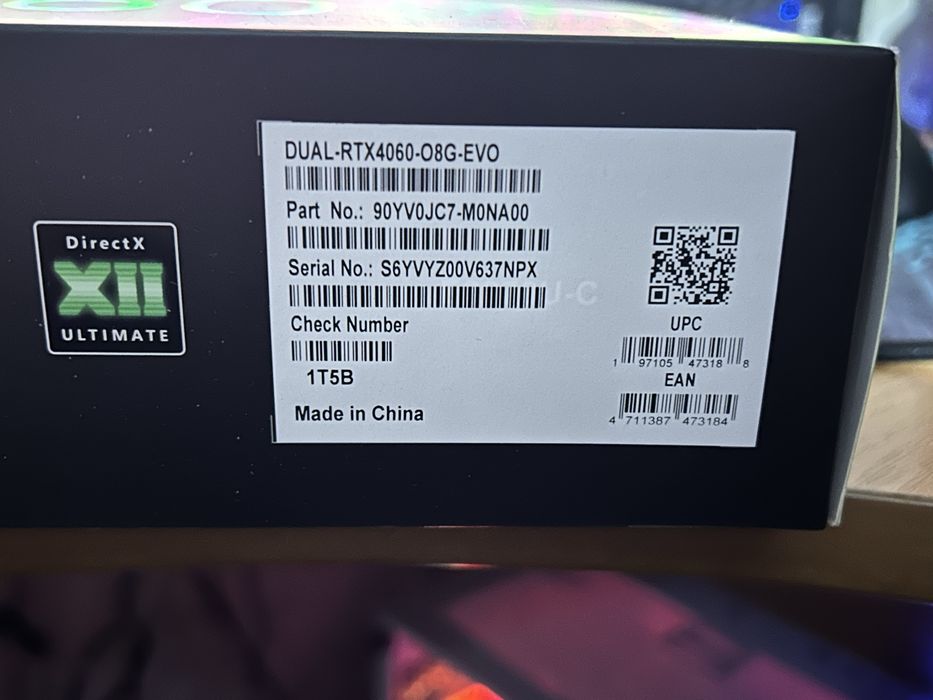 DirectX
XII
ULTIMATE
DUAL-RTX4060-O8G-EVO
Part No.: 90YV0JC7-M0NA00
Serial No.: S6YVYZ00V637NPX
Check Number
1T5B
Made in China
UPC
1 97105 47318 8
EAN
4 711387 473184